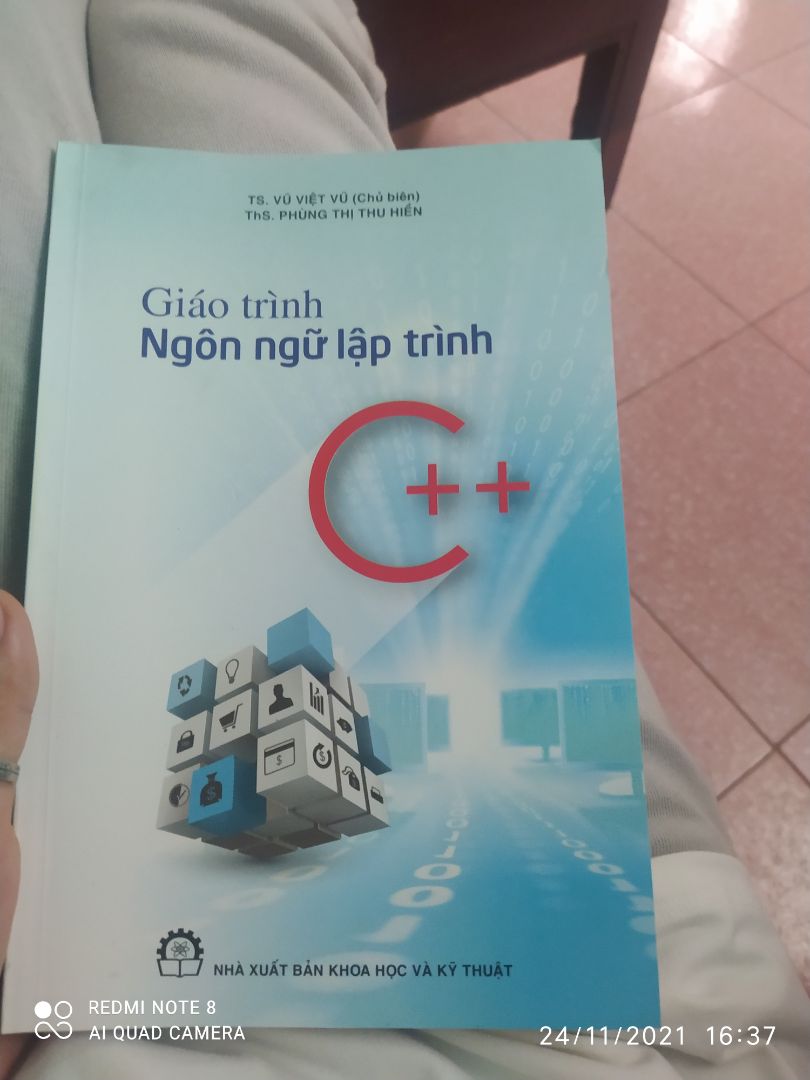 TS. VŨ VIỆT VŨ (Chủ biên)
ThS. PHÙNG THỊ THU HIỀN
Giáo trình
Ngôn ngữ lập trình
C++
NHÀ XUẤT BẢN KHOA HỌC VÀ KỸ THUẬT
REDMI NOTE 8
AI QUAD CAMERA
24/11/2021 16:37